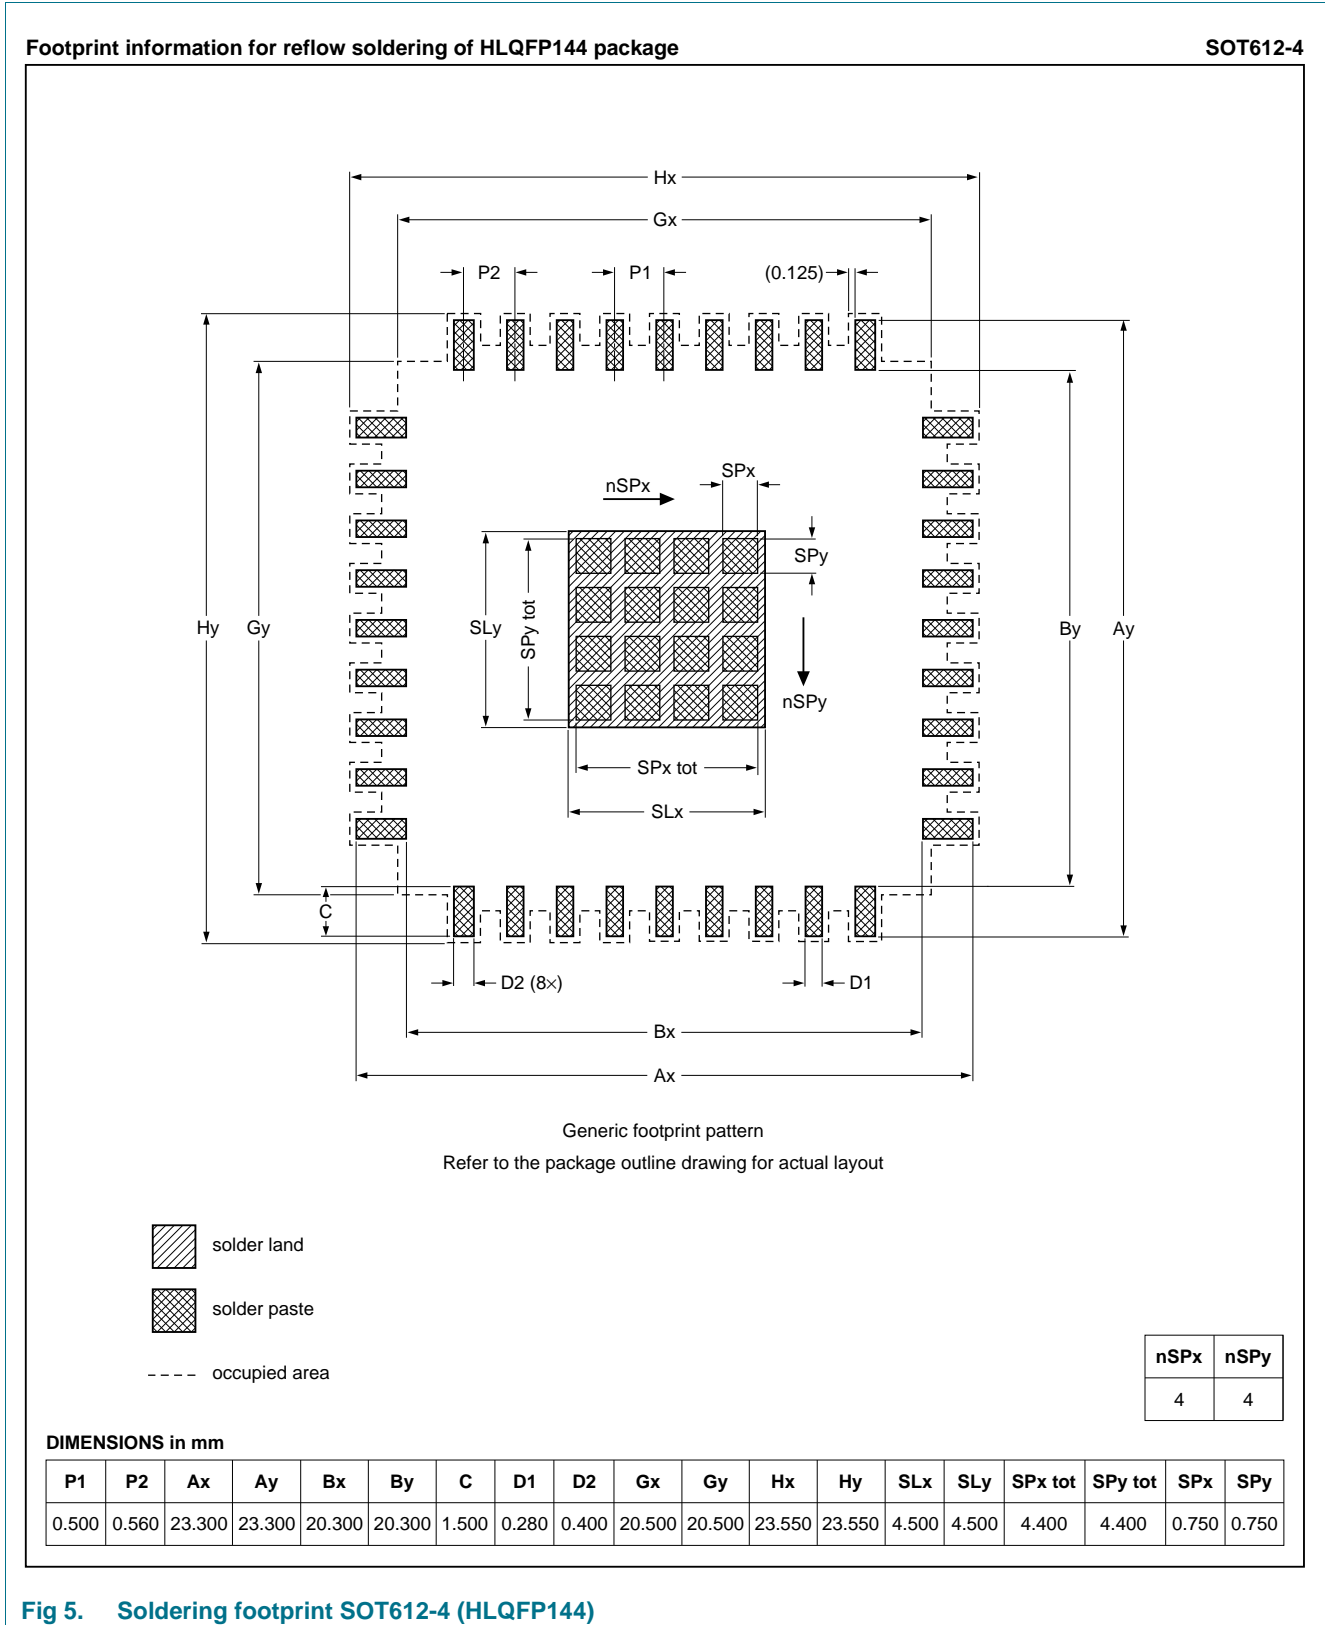 Footprint information for reflow soldering of HLQFP144 package SOT612-4
Hx
Gx
P2 P1 (0.125)
SPx
nSPx
SPy
Hy Gy SLy SPy tot By Ay
nSPy
SPx tot
SLx
C
D2 (8×) D1
Bx
Ax
Generic footprint pattern
Refer to the package outline drawing for actual layout
solder land
solder paste
occupied area
nSPx nSPy
4 4
DIMENSIONS in mm
P1 P2 Ax Ay Bx By C D1 D2 Gx Gy Hx Hy SLx SLy SPx tot SPy tot SPx SPy
0.500 0.560 23.300 23.300 20.300 20.300 1.500 0.280 0.400 20.500 20.500 23.550 23.550 4.500 4.500 4.400 4.400 0.750 0.750
Fig 5. Soldering footprint SOT612-4 (HLQFP144)